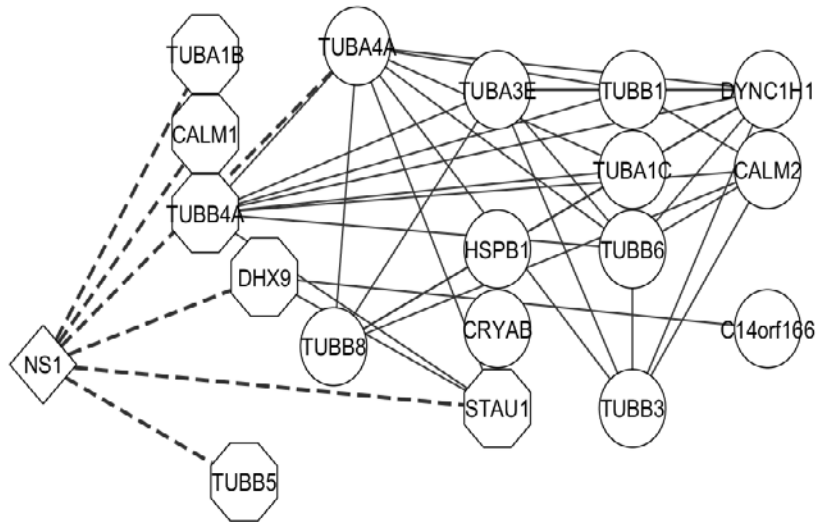 TUBA1B
TUBA4A
TUBA3E
TUBB1
DYNC1H1
CALM1
TUBA1C
CALM2
TUBB4A
HSPB1
TUBB6
DHX9
TUBB8
CRYAB
C14orf166
NS1
STAU1
TUBB3
TUBB5